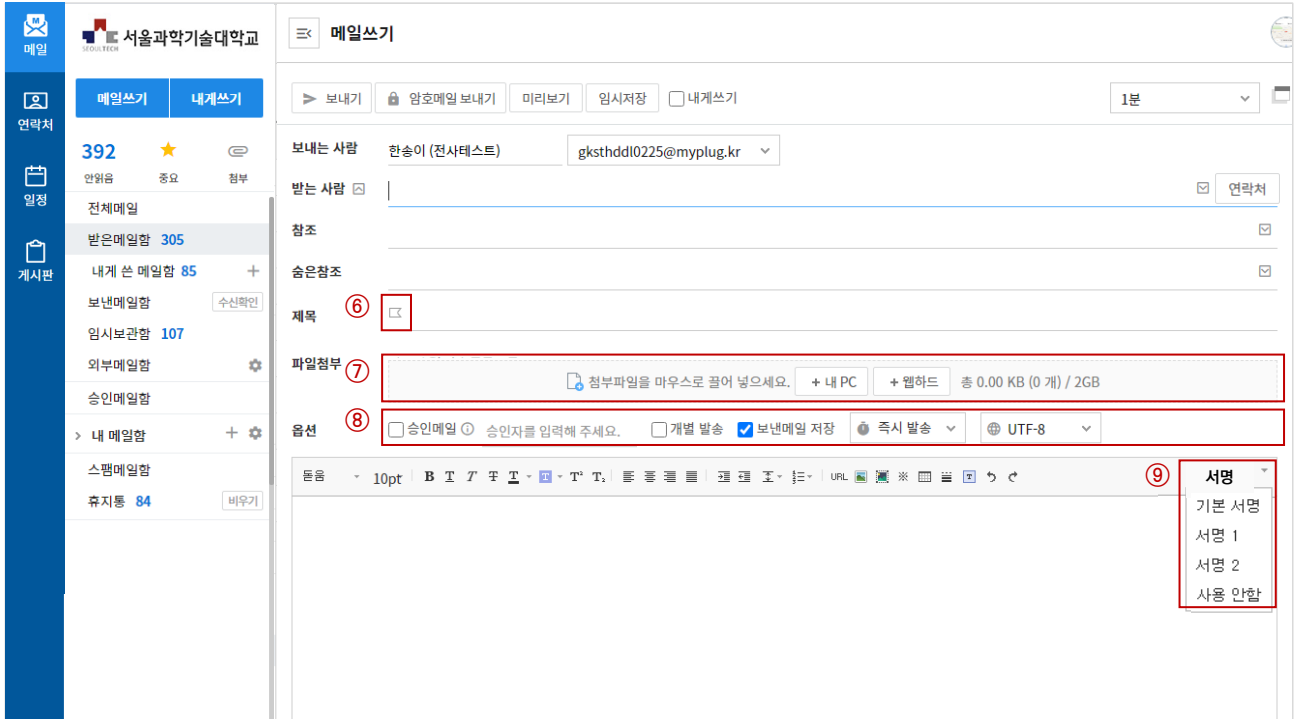 메일
연락처
일정
게시판
SEOULTECH 서울과학기술대학교
메일쓰기 내게쓰기
392
안읽음 중요 첨부
전체메일
받은메일함 305
내게 쓴 메일함 85
보낸메일함 수신확인
임시보관함 107
외부메일함
승인메일함
내 메일함
스팸메일함
휴지통 84 비우기
메일쓰기
보내기 암호메일 보내기 미리보기 임시저장 내게쓰기 1분
보내는 사람 한송이 (전사테스트) gksthddl0225@myplug.kr
받는 사람 연락처
참조
숨은참조
⑥ 제목
파일첨부 ⑦ 첨부파일을 마우스로 끌어 넣으세요. + 내 PC + 웹하드 총 0.00 KB (0 개) / 2GB
⑧ 옵션 승인메일 승인자를 입력해 주세요. 개별 발송 보낸메일 저장 즉시 발송 UTF-8
돋움 10pt B T T T T T T² T, URL ※ T ⑨ 서명
기본 서명
서명 1
서명 2
사용 안함